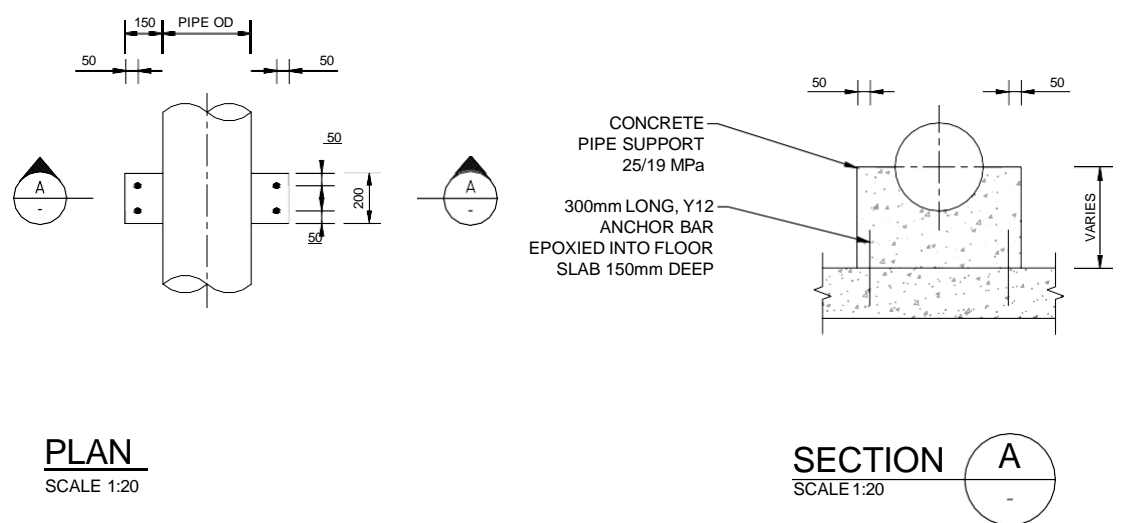 150 PIPE OD
50 50
50
A
-
200
A
-
50
PLAN
SCALE 1:20
50 50
CONCRETE
PIPE SUPPORT
25/19 MPa
300mm LONG, Y12
ANCHOR BAR
EPOXIED INTO FLOOR
SLAB 150mm DEEP
VARIES
SECTION
SCALE 1:20
A
-